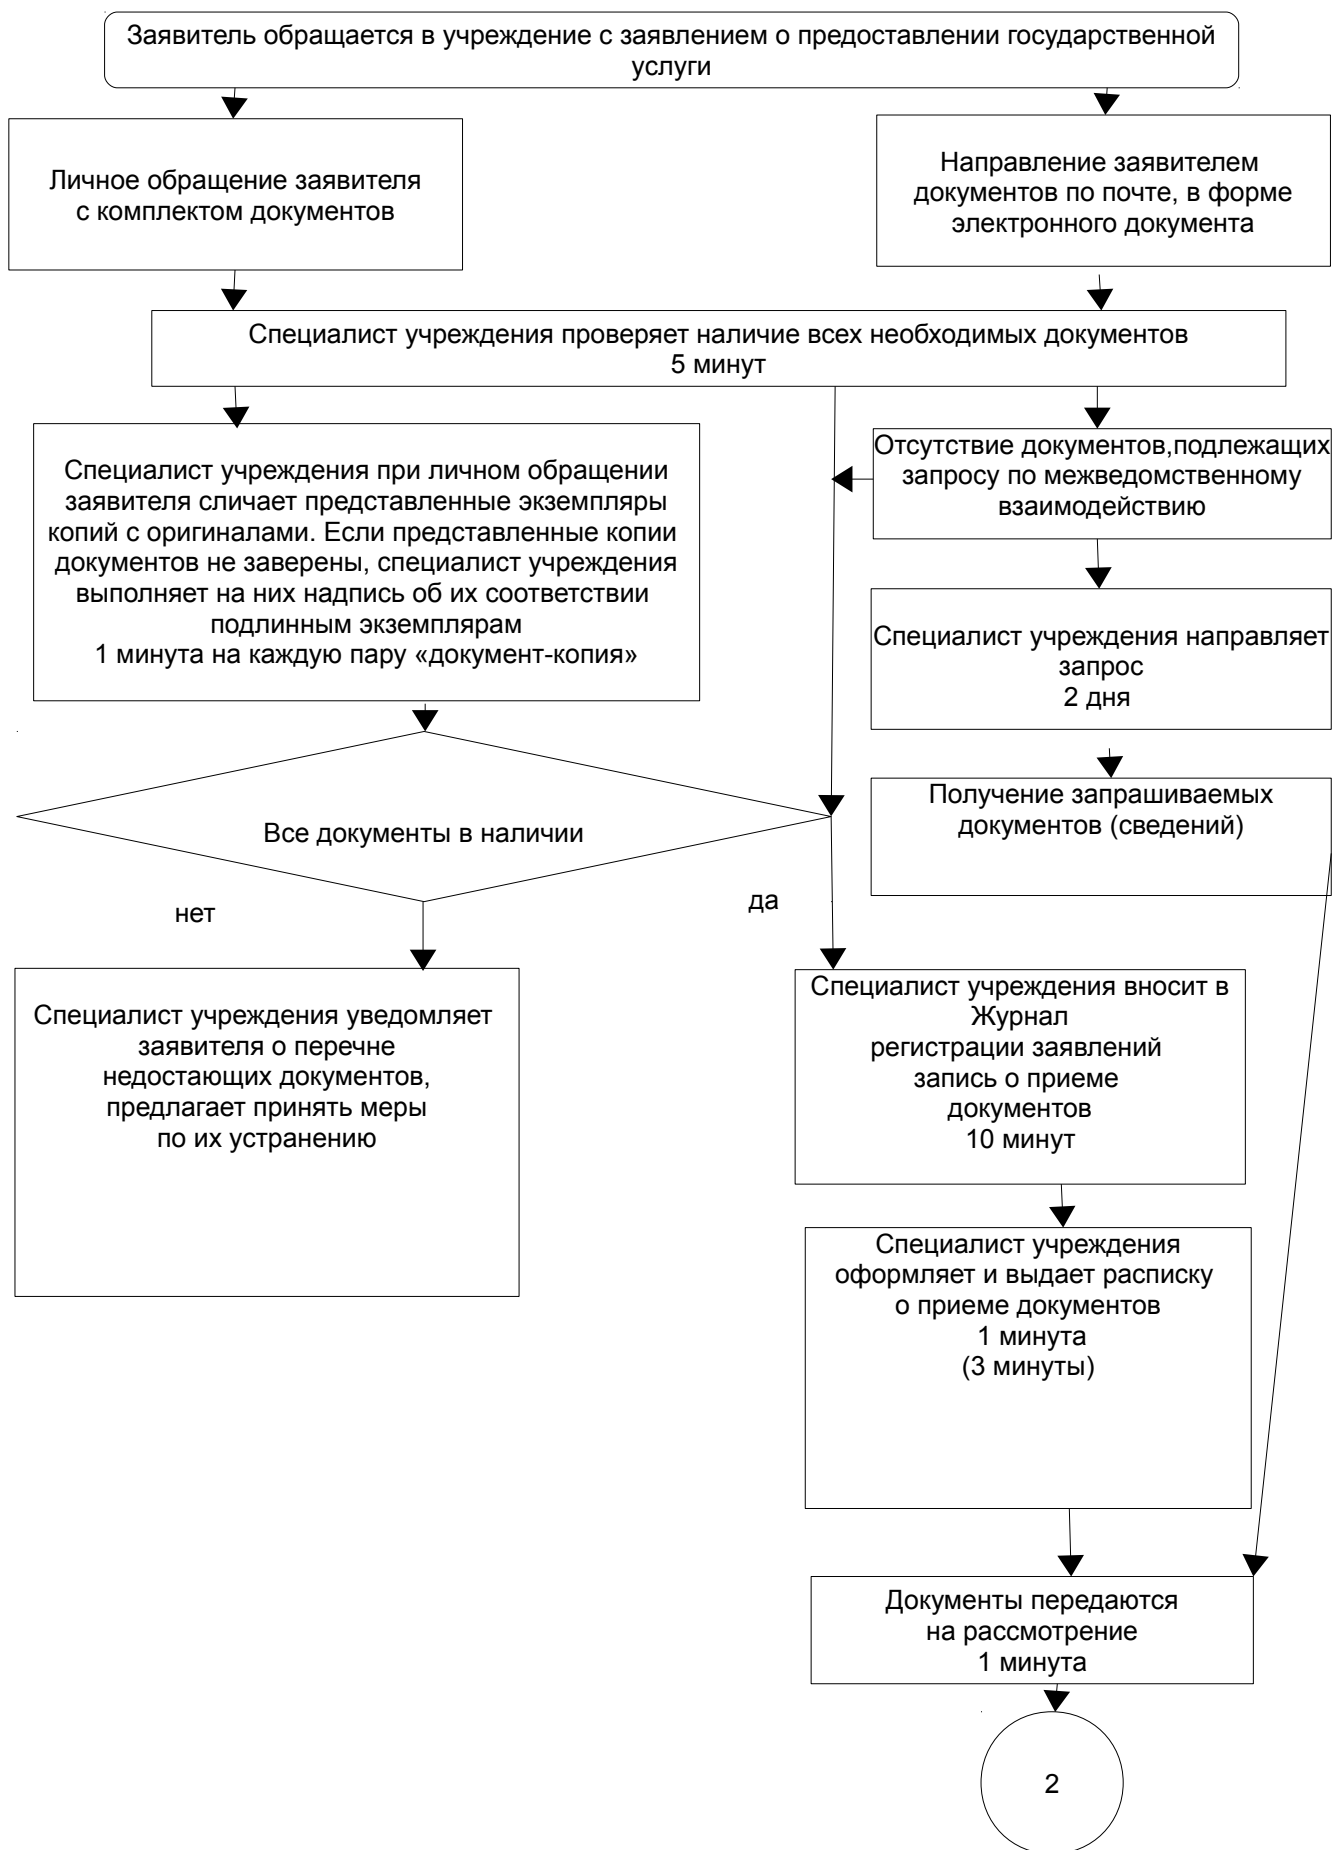 Заявитель обращается в учреждение с заявлением о предоставлении государственной
услуги
Личное обращение заявителя
с комплектом документов
Направление заявителем
документов по почте, в форме
электронного документа
Специалист учреждения проверяет наличие всех необходимых документов
5 минут
Специалист учреждения при личном обращении
заявителя сличает представленные экземпляры
копий с оригиналами. Если представленные копии
документов не заверены, специалист учреждения
выполняет на них надпись об их соответствии
подлинным экземплярам
1 минута на каждую пару «документ-копия»
Отсутствие документов,подлежащих
запросу по межведомственному
взаимодействию
Специалист учреждения направляет
запрос
2 дня
Получение запрашиваемых
документов (сведений)
Все документы в наличии
нет
да
Специалист учреждения уведомляет
заявителя о перечне
недостающих документов,
предлагает принять меры
по их устранению
Специалист учреждения вносит в
Журнал
регистрации заявлений
запись о приеме
документов
10 минут
Специалист учреждения
оформляет и выдает расписку
о приеме документов
1 минута
(3 минуты)
Документы передаются
на рассмотрение
1 минута
2